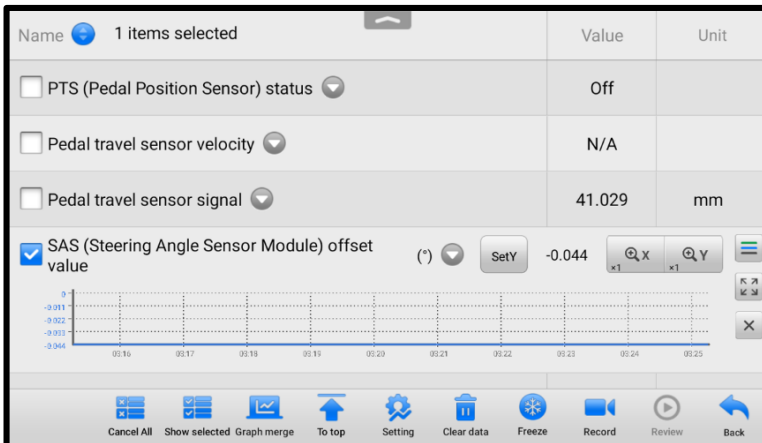 Name 1 items selected Value Unit
PTS (Pedal Position Sensor) status Off
Pedal travel sensor velocity N/A
Pedal travel sensor signal 41.029 mm
SAS (Steering Angle Sensor Module) offset
value (°) SetY -0.044 x1 X x1 Y
0
-0.011
-0.022
-0.033
-0.044
03:16 03:17 03:18 03:19 03:20 03:21 03:22 03:23 03:24 03:25
Cancel All Show selected Graph merge To top Setting Clear data Freeze Record Review Back